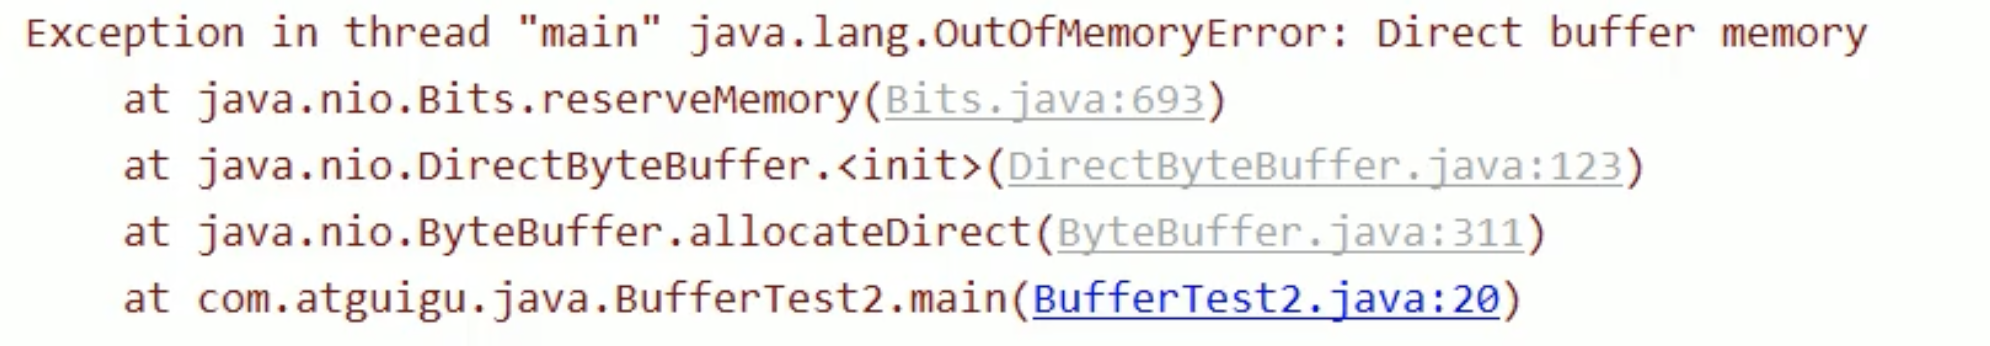 Exception in thread "main" java.lang.OutOfMemoryError: Direct buffer memory
at java.nio.Bits.reserveMemory(Bits.java:693)
at java.nio.DirectByteBuffer.<init>(DirectByteBuffer.java:123)
at java.nio.ByteBuffer.allocateDirect(ByteBuffer.java:311)
at com.atguigu.java.BufferTest2.main(BufferTest2.java:20)